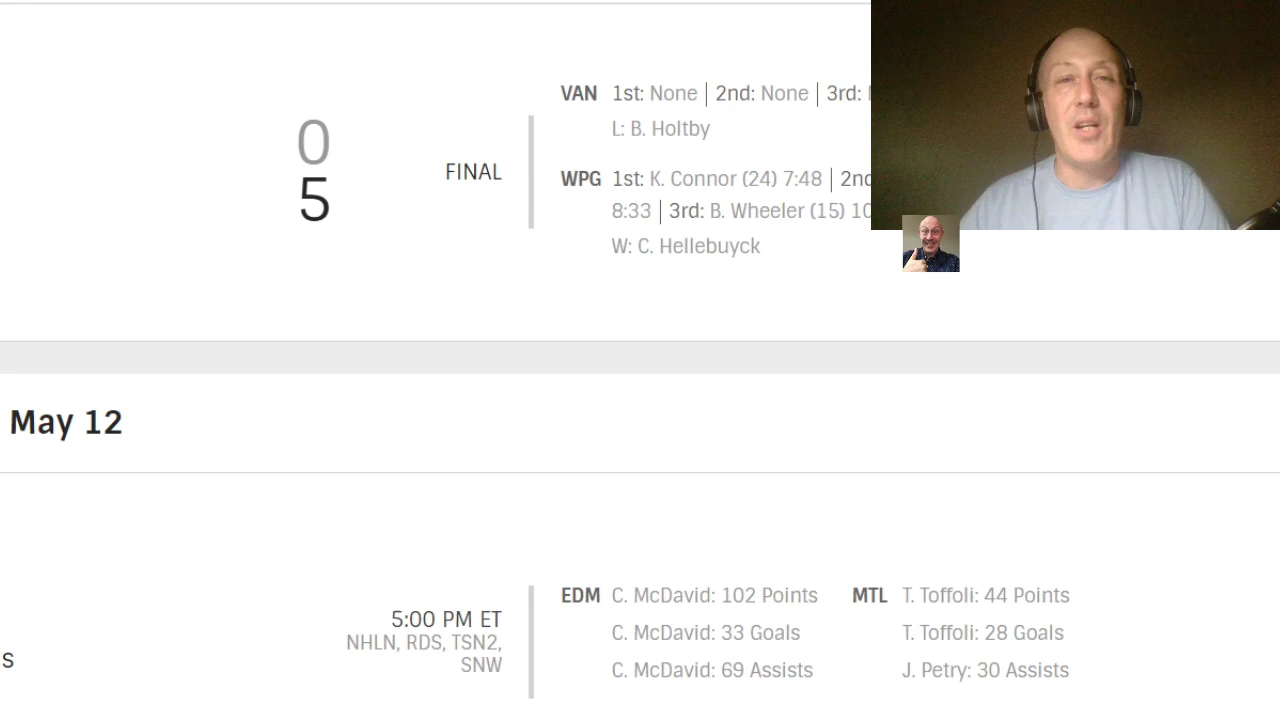 0
5
FINAL
VAN 1st: None | 2nd: None | 3rd:
L: B. Holtby
WPG 1st: K. Connor (24) 7:48 | 2nd
8:33 | 3rd: B. Wheeler (15) 10
W: C. Hellebuyck
May 12
s
5:00 PM ET
NHLN, RDS, TSN2,
SNW
EDM C. McDavid: 102 Points MTL T. Toffoli: 44 Points
C. McDavid: 33 Goals T. Toffoli: 28 Goals
C. McDavid: 69 Assists J. Petry: 30 Assists